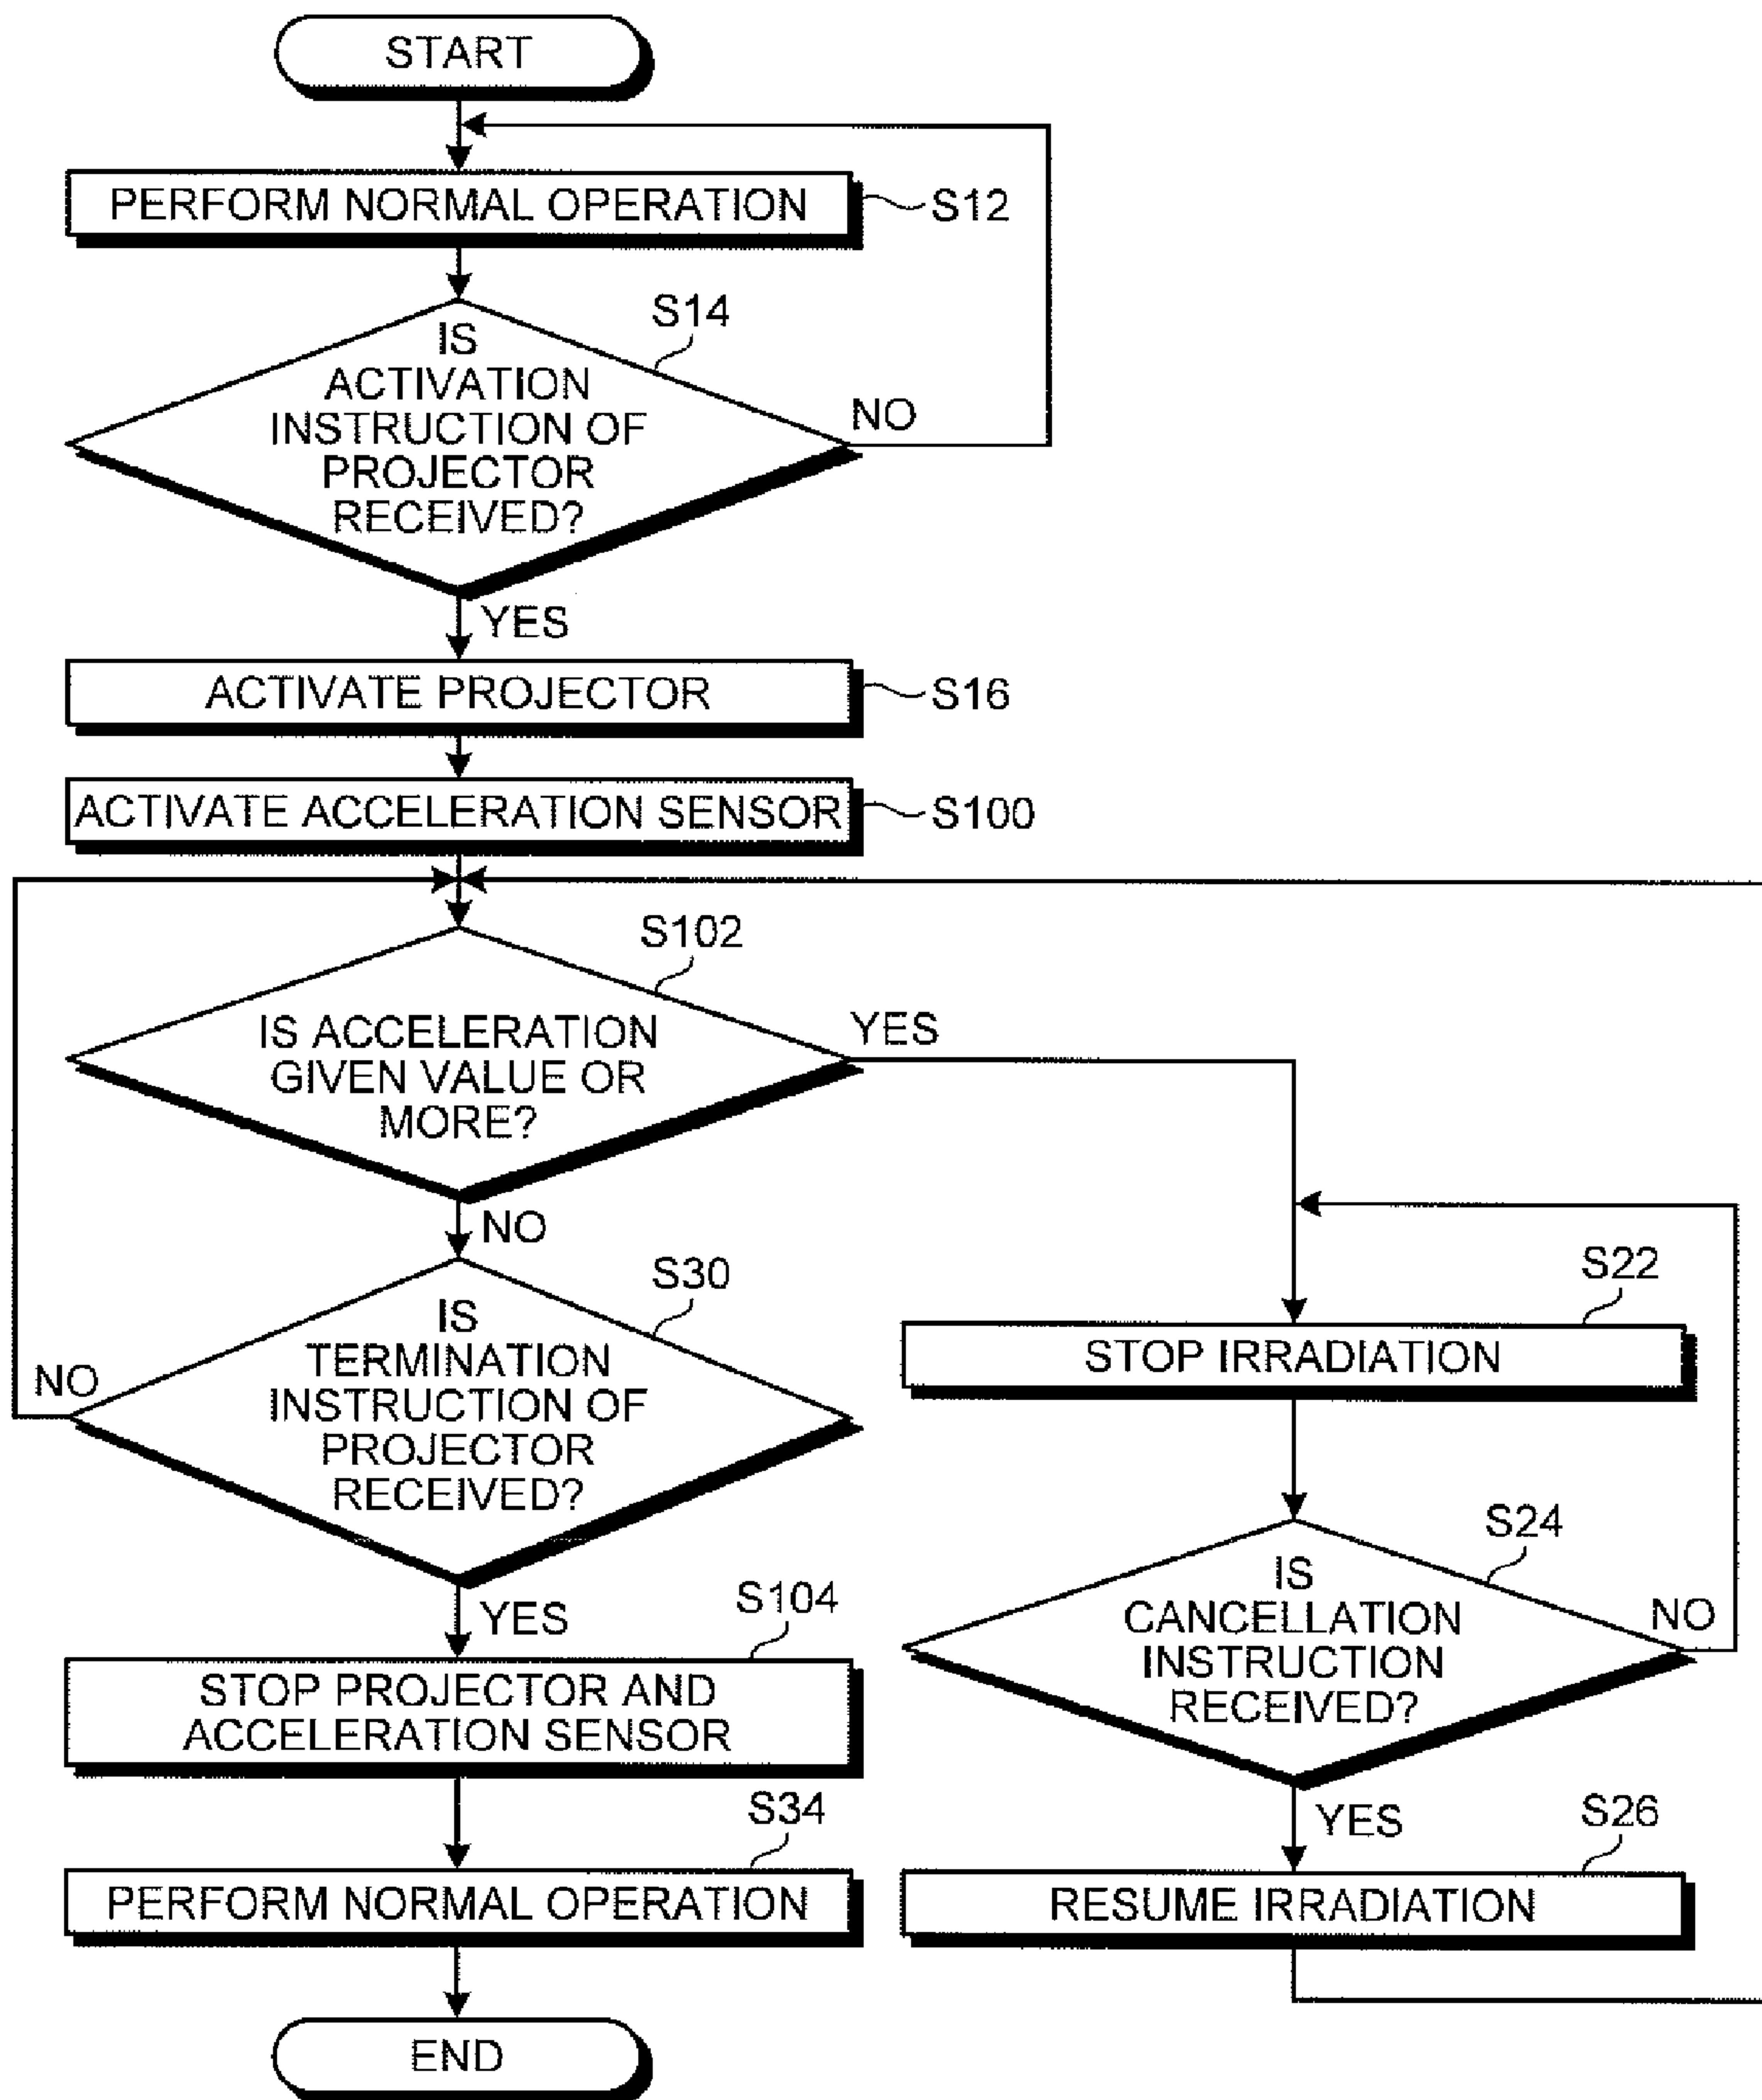 START
PERFORM NORMAL OPERATION
S12
S14
IS
ACTIVATION
INSTRUCTION OF
PROJECTOR
RECEIVED?
NO
YES
ACTIVATE PROJECTOR
S16
ACTIVATE ACCELERATION SENSOR
S100
S102
IS ACCELERATION
GIVEN VALUE OR
MORE?
YES
NO
S30
IS
TERMINATION
INSTRUCTION OF
PROJECTOR
RECEIVED?
NO
YES
S104
STOP PROJECTOR AND
ACCELERATION SENSOR
S34
PERFORM NORMAL OPERATION
END
S22
STOP IRRADIATION
S24
IS
CANCELLATION
INSTRUCTION
RECEIVED?
NO
YES
S26
RESUME IRRADIATION